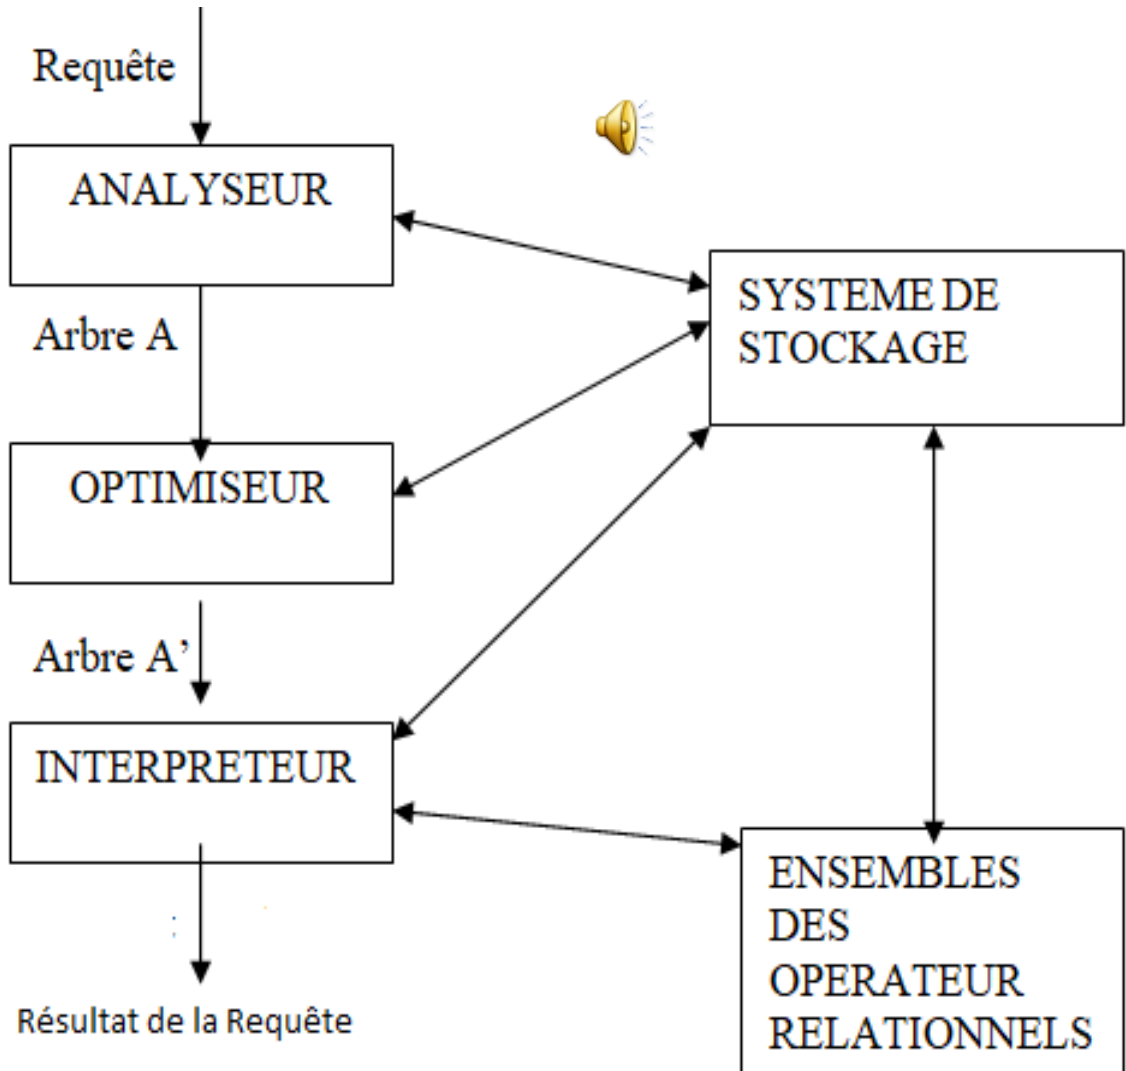 Requête
ANALYSEUR
SYSTEME DE
STOCKAGE
Arbre A
OPTIMISEUR
Arbre A’
INTERPRETEUR
ENSEMBLES
DES
OPERATEUR
RELATIONNELS
Résultat de la Requête